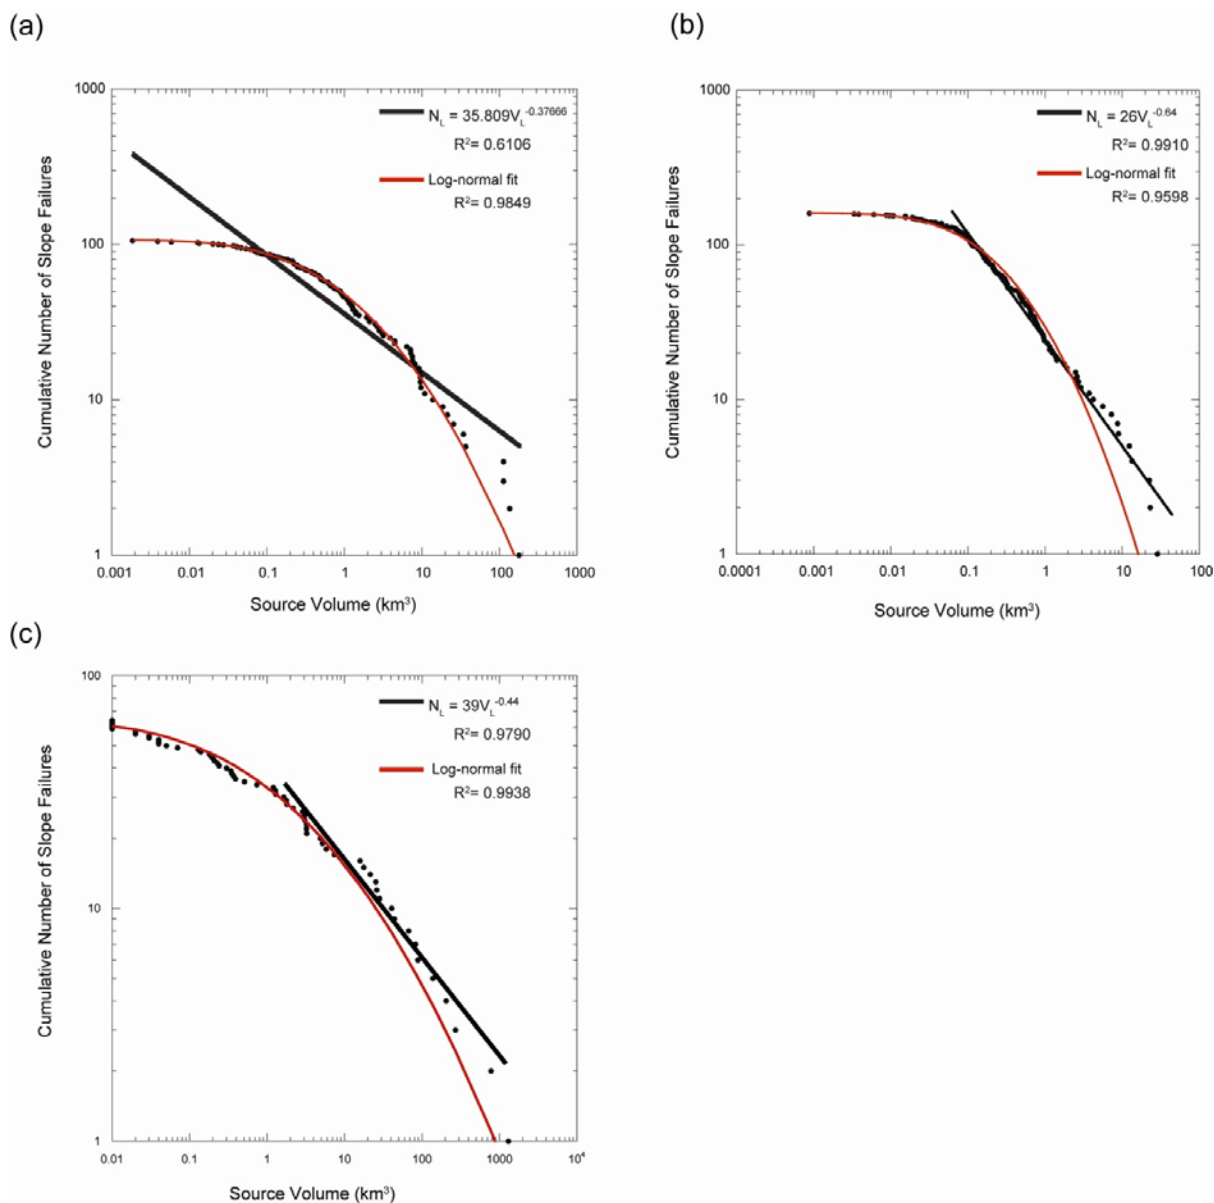 (a)
1000
100
10
1
0.001
0.01
0.1
1
10
100
1000
Cumulative Number of Slope Failures
Source Volume (km³)
N_L = 35.809V_L^-0.37666
R²= 0.6106
Log-normal fit
R²= 0.9849
(b)
1000
100
10
1
0.0001
0.001
0.01
0.1
1
10
100
Cumulative Number of Slope Failures
Source Volume (km³)
N_L = 26V_L^-0.64
R²= 0.9910
Log-normal fit
R²= 0.9598
(c)
100
10
1
0.01
0.1
1
10
100
1000
10⁴
Cumulative Number of Slope Failures
Source Volume (km³)
N_L = 39V_L^-0.44
R²= 0.9790
Log-normal fit
R²= 0.9938